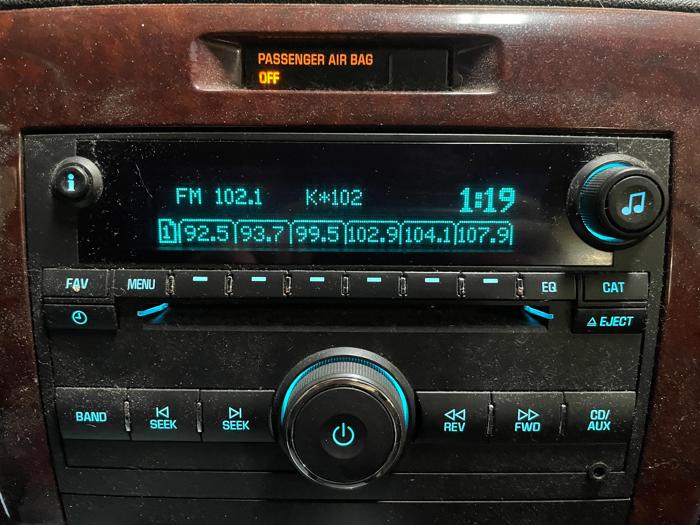 PASSENGER AIR BAG
OFF
i
FM 102.1 K*102 1:19
1 92.5 93.7 99.5 102.9 104.1 107.9
FAV MENU EQ CAT
EJECT
BAND SEEK SEEK REV FWD CD/
AUX